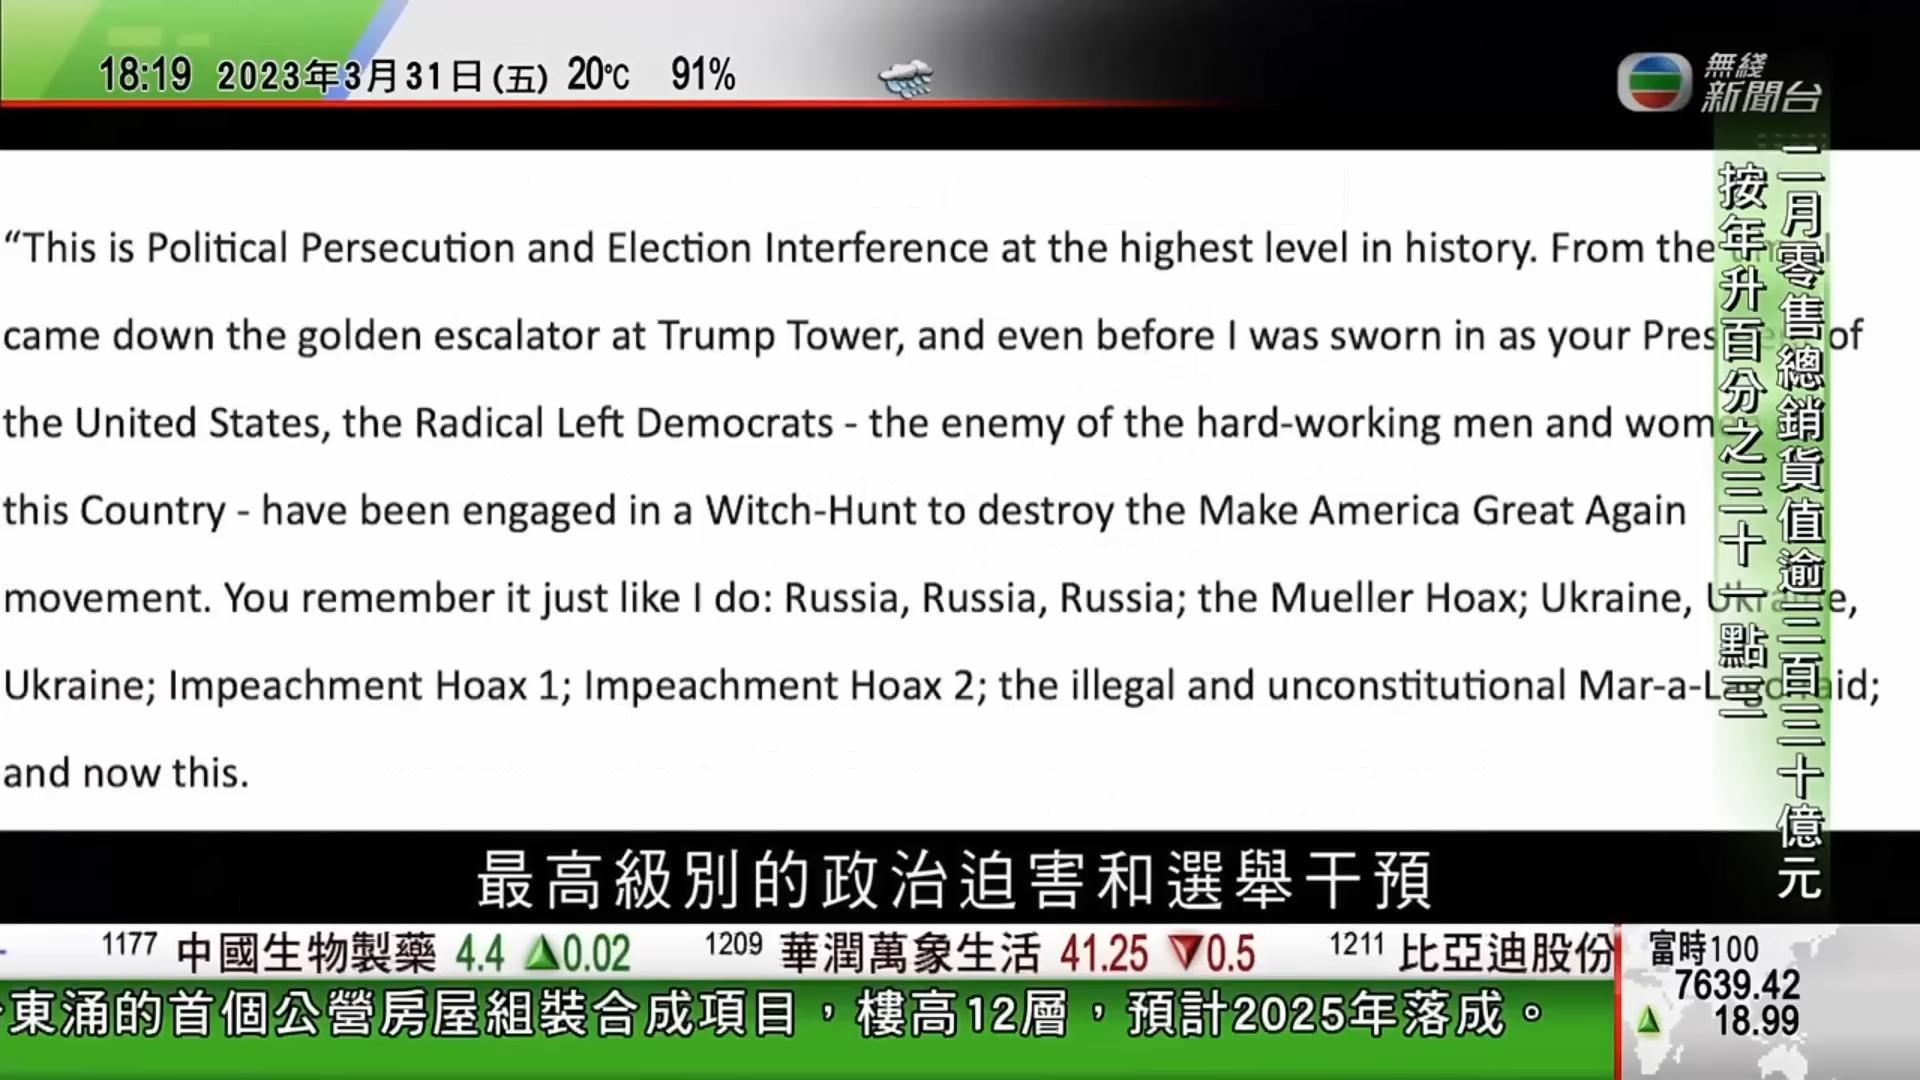 18:19 2023年3月31日(五) 20℃ 91%
無綫
新聞台
“This is Political Persecution and Election Interference at the highest level in history. From the
came down the golden escalator at Trump Tower, and even before I was sworn in as your President of
the United States, the Radical Left Democrats - the enemy of the hard-working men and
this Country - have been engaged in a Witch-Hunt to destroy the Make America Great Again
movement. You remember it just like I do: Russia, Russia, Russia; the Mueller Hoax; Ukraine, Ukraine,
Ukraine; Impeachment Hoax 1; Impeachment Hoax 2; the illegal and unconstitutional Mar-a-Lago raid;
and now this.
二月零售總銷貨值逾三百三十億元
按年升百分之三十一點三
最高級別的政治迫害和選舉干預
1177 中國生物製藥 4.4 ▲0.02 1209 華潤萬象生活 41.25 ▼0.5 1211 比亞迪股份
東涌的首個公營房屋組裝合成項目，樓高12層，預計2025年落成。
富時100
7639.42
▲ 18.99